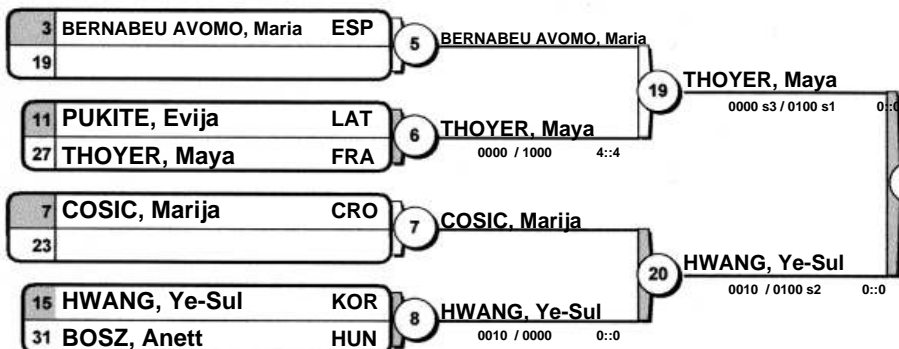 3 BERNABEU AVOMO, Maria ESP
19
5
BERNABEU AVOMO, Maria
11 PUKITE, Evija LAT
27 THOYER, Maya FRA
6
THOYER, Maya
0000 / 1000 4::4
19
THOYER, Maya
0000 s3 / 0100 s1 0::0
7 COSIC, Marija CRO
23
7
COSIC, Marija
15 HWANG, Ye-Sul KOR
31 BOSZ, Anett HUN
8
HWANG, Ye-Sul
0010 / 0000 0::0
20
HWANG, Ye-Sul
0010 / 0100 s2 0::0